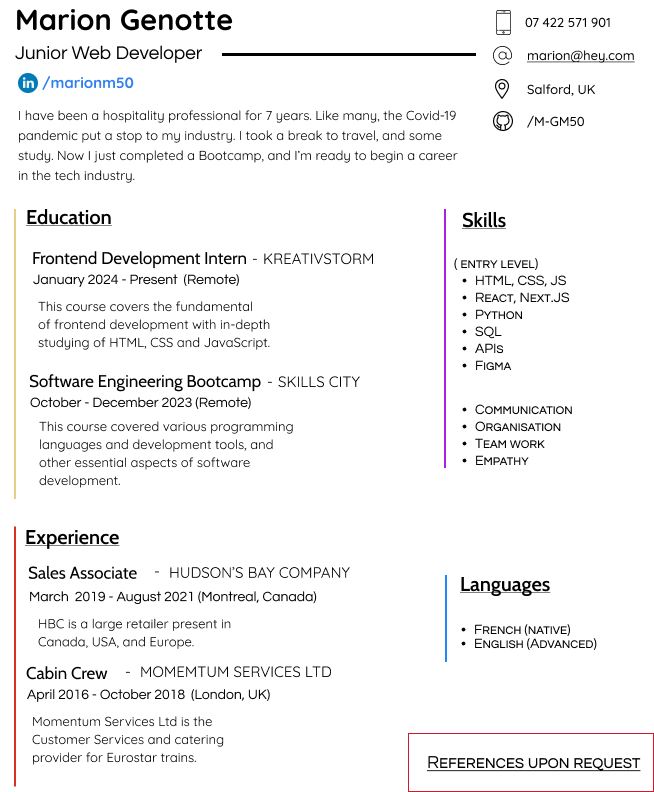 Marion Genotte
Junior Web Developer
in /marionm50
07 422 571 901
marion@hey.com
Salford, UK
/M-GM50
I have been a hospitality professional for 7 years. Like many, the Covid-19
pandemic put a stop to my industry. I took a break to travel, and some
study. Now I just completed a Bootcamp, and I'm ready to begin a career
in the tech industry.
Education
Frontend Development Intern - KREATIVSTORM
January 2024 - Present (Remote)
This course covers the fundamental
of frontend development with in-depth
studying of HTML, CSS and JavaScript.
Software Engineering Bootcamp - SKILLS CITY
October - December 2023 (Remote)
This course covered various programming
languages and development tools, and
other essential aspects of software
development.
Skills
( ENTRY LEVEL)
• HTML, CSS, JS
• REACT, NEXT.JS
• PYTHON
• SQL
• APIs
• FIGMA
• COMMUNICATION
• ORGANISATION
• TEAM WORK
• EMPATHY
Experience
Sales Associate - HUDSON'S BAY COMPANY
March 2019 - August 2021 (Montreal, Canada)
HBC is a large retailer present in
Canada, USA, and Europe.
Cabin Crew - MOMEMTUM SERVICES LTD
April 2016 - October 2018 (London, UK)
Momentum Services Ltd is the
Customer Services and catering
provider for Eurostar trains.
Languages
• FRENCH (NATIVE)
• ENGLISH (ADVANCED)
REFERENCES UPON REQUEST